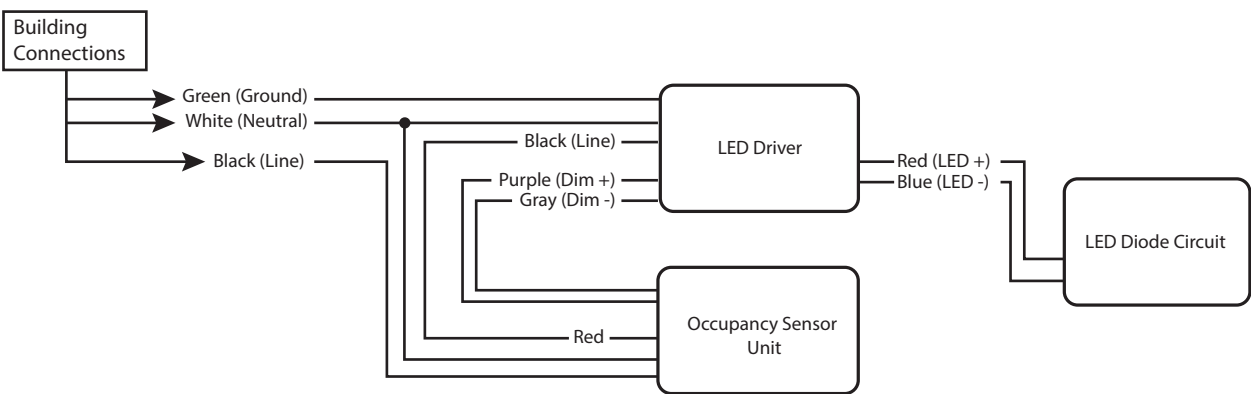 Building
Connections
Green (Ground)
White (Neutral)
Black (Line)
Black (Line)
Purple (Dim +)
Gray (Dim -)
LED Driver
Red (LED +)
Blue (LED -)
LED Diode Circuit
Red
Occupancy Sensor
Unit